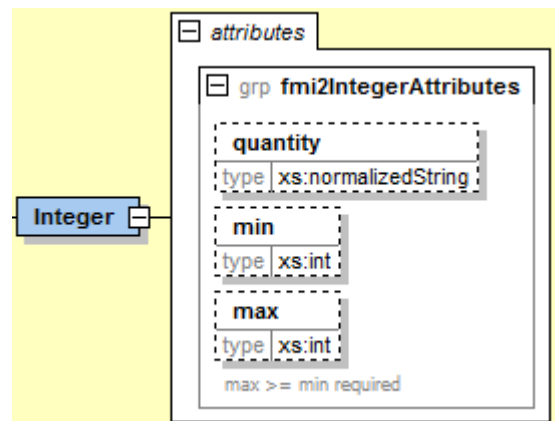 attributes
grp fmi2IntegerAttributes
quantity
type xs:normalizedString
Integer
min
type xs:int
max
type xs:int
max >= min required